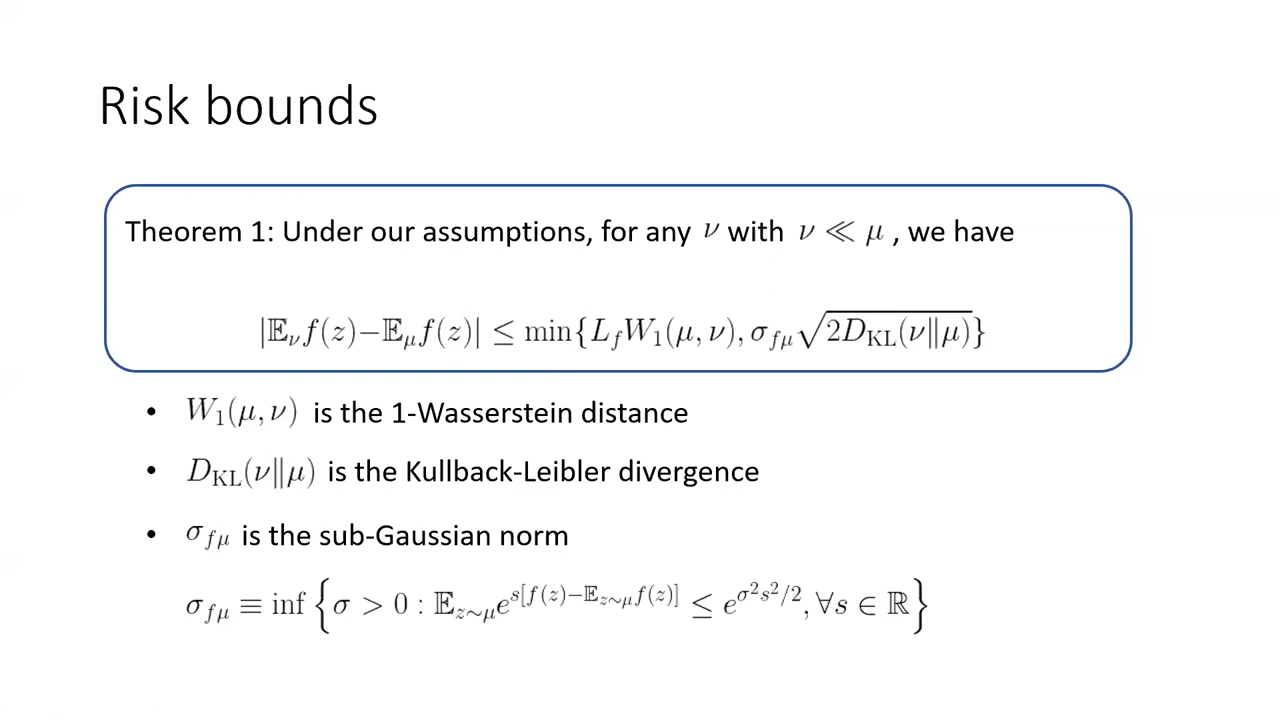 Risk bounds
Theorem 1: Under our assumptions, for any ν with ν ≪ μ , we have
|𝔼_ν f(z)−𝔼_μ f(z)| ≤ min{L_f W_1(μ, ν), σ_{fμ}√(2D_KL(ν‖μ))}
• W_1(μ, ν) is the 1-Wasserstein distance
• D_KL(ν‖μ) is the Kullback-Leibler divergence
• σ_{fμ} is the sub-Gaussian norm
σ_{fμ} ≡ inf {σ > 0 : 𝔼_{z∼μ} e^{s[f(z)−𝔼_{z∼μ} f(z)]} ≤ e^{σ²s²/2}, ∀s ∈ ℝ}